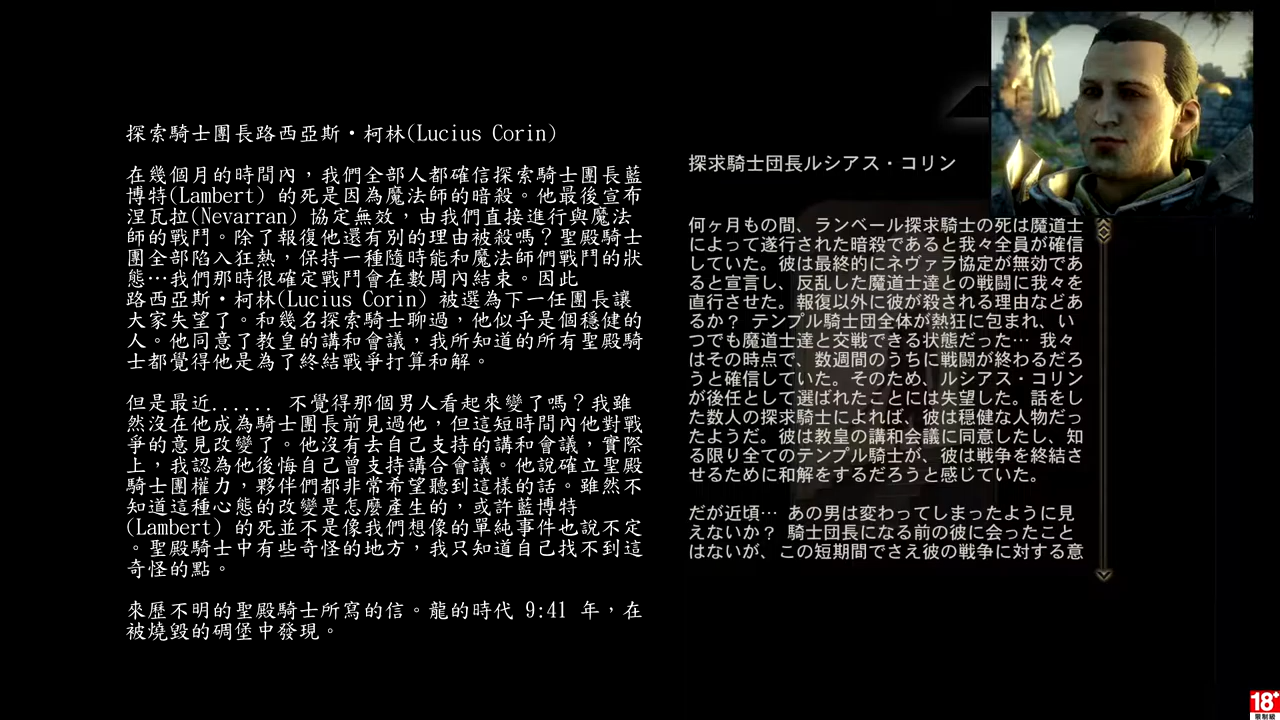 探索騎士團長路西亞斯·柯林(Lucius Corin)
在幾個月的時間內，我們全部人都確信探索騎士團長藍
博特(Lambert) 的死是因為魔法師的暗殺。他最後宣布
涅瓦拉(Nevarran) 協定無效，由我們直接進行與魔法
師的戰鬥。除了報復他還有別的理由被殺嗎？聖殿騎士
團全部陷入狂熱，保持一種隨時能和魔法師們戰鬥的狀
態…我們那時很確定戰鬥會在數周內結束。因此
路西亞斯·柯林(Lucius Corin) 被選為下一任團長讓
大家失望了。和幾名探索騎士聊過，他似乎是個穩健的
人。他同意了教皇的講和會議，我所知道的所有聖殿騎
士都覺得他是為了終結戰爭打算和解。
但是最近...... 不覺得那個男人看起來變了嗎？我雖
然沒在他成為騎士團長前見過他，但這短時間內他對戰
爭的意見改變了。他沒有去自己支持的講和會議，實際
上，我認為他後悔自己曾支持講合會議。他說確立聖殿
騎士團權力，夥伴們都非常希望聽到這樣的話。雖然不
知道這種心態的改變是怎麼產生的，或許藍博特
(Lambert) 的死並不是像我們想像的單純事件也說不定
。聖殿騎士中有些奇怪的地方，我只知道自己找不到這
奇怪的點。
來歷不明的聖殿騎士所寫的信。龍的時代 9:41 年，在
被燒毀的碉堡中發現。
探求騎士団長ルシアス・コリン
何ヶ月もの間、ランベール探求騎士の死は魔道士
によって遂行された暗殺であると我々全員が確信
していた。彼は最終的にネヴァラ協定が無効であ
ると宣言し、反乱した魔道士達との戦闘に我々を
直行させた。報復以外に彼が殺される理由などあ
るか？ テンプル騎士団全体が熱狂に包まれ、い
つでも魔道士達と交戦できる状態だった… 我々
はその時点で、数週間のうちに戦闘が終わるだろ
うと確信していた。そのため、ルシアス・コリン
が後任として選ばれたことには失望した。話をし
た数人の探求騎士によれば、彼は穏健な人物だっ
たようだ。彼は教皇の講和会議に同意したし、知
る限り全てのテンプル騎士が、彼は戦争を終結さ
せるために和解をするだろうと感じていた。
だが近頃… あの男は変わってしまったように見
えないか？ 騎士団長になる前の彼に会ったこと
はないが、この短期間でさえ彼の戦争に対する意
18+
限制級